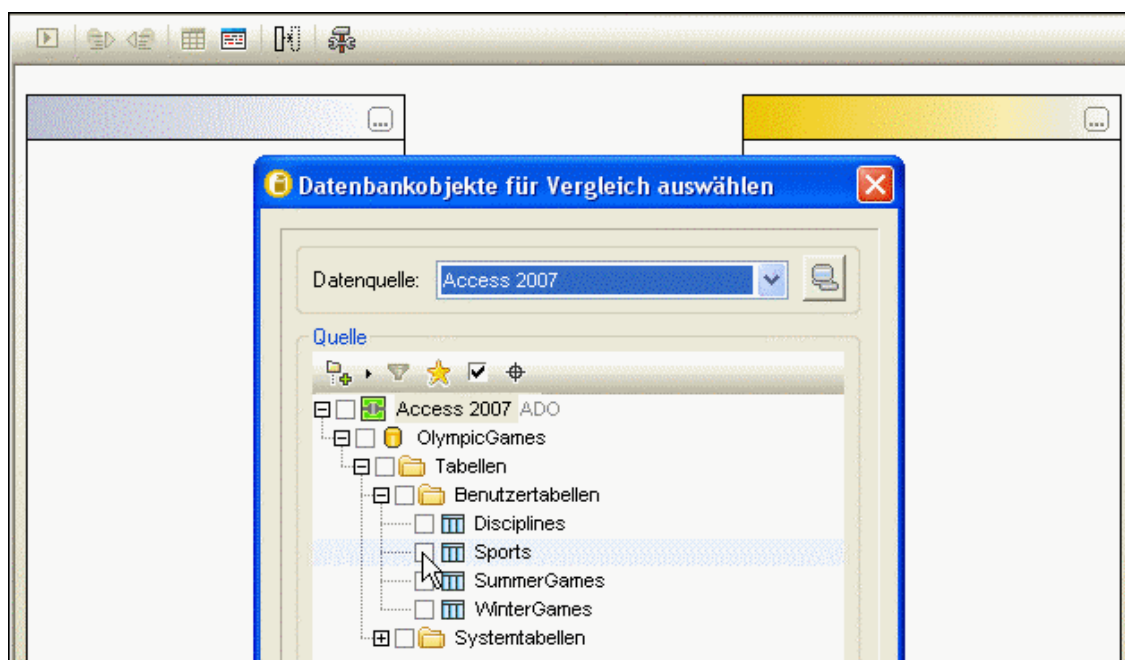 Datenbankobjekte für Vergleich auswählen
Datenquelle: Access 2007
Quelle
Access 2007 ADO
OlympicGames
Tabellen
Benutzertabellen
Disciplines
Sports
SummerGames
WinterGames
Systemtabellen